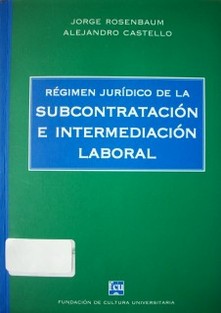 JORGE ROSENBAUM
ALEJANDRO CASTELLO
RÉGIMEN JURÍDICO DE LA
SUBCONTRATACIÓN
E INTERMEDIACIÓN
LABORAL
FCU
FUNDACIÓN DE CULTURA UNIVERSITARIA